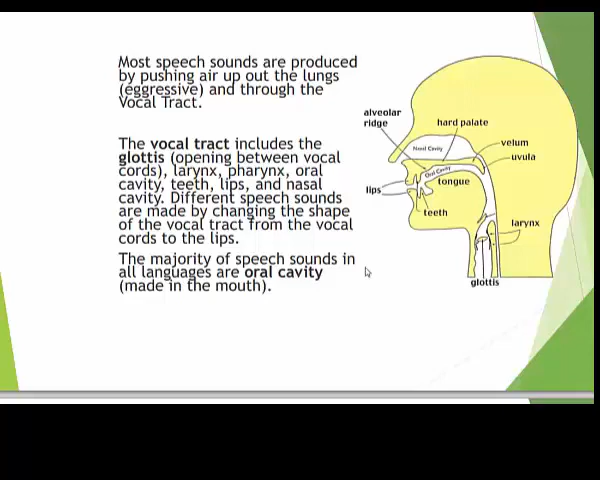 Most speech sounds are produced
by pushing air up out the lungs
(eggressive) and through the
Vocal Tract.
The vocal tract includes the
glottis (opening between vocal
cords), larynx, pharynx, oral
cavity, teeth, lips, and nasal
cavity. Different speech sounds
are made by changing the shape
of the vocal tract from the vocal
cords to the lips.
The majority of speech sounds in
all languages are oral cavity
(made in the mouth).
alveolar
ridge
hard palate
Nasal Cavity
velum
uvula
Oral Cavity
tongue
lips
teeth
larynx
glottis